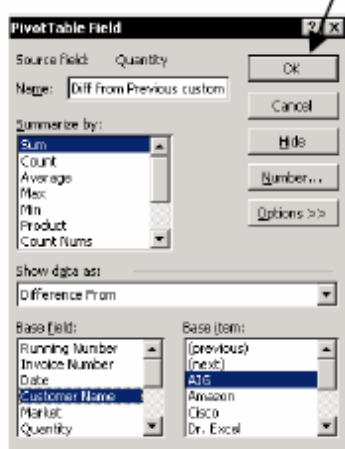 PivotTable Field
Source field: Quantity
Name: Diff from Previous custom
OK
Cancel
Summarize by:
Hide
Sum
Count
Average
Max
Min
Product
Count Nums
Number...
Options >>
Show data as:
Difference From
Base field:
Running Number
Invoice Number
Date
Customer Name
Market
Quantity
Base item:
(previous)
(next)
AIG
Amazon
Cisco
Dr. Excel